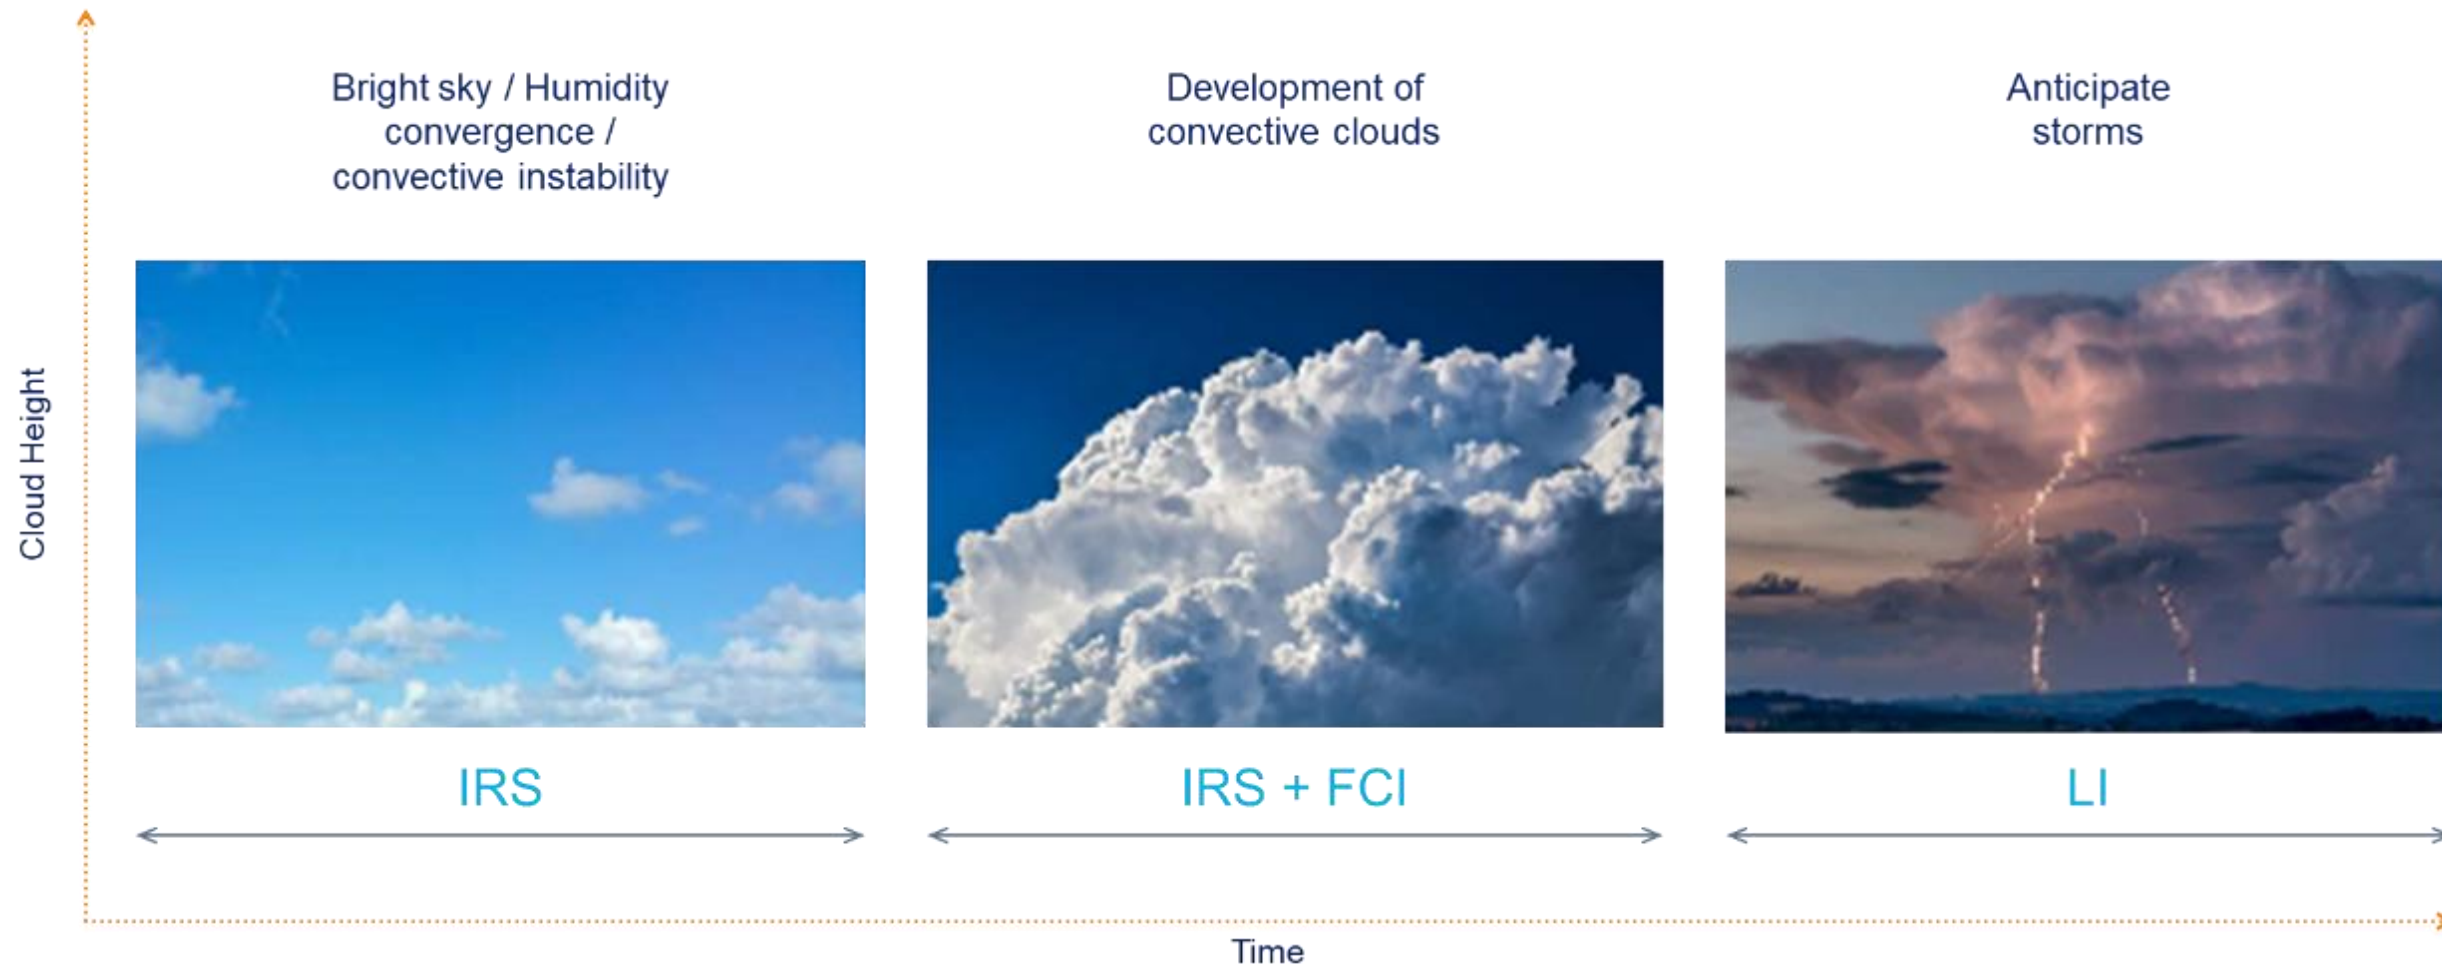 Bright sky / Humidity
convergence /
convective instability
Development of
convective clouds
Anticipate
storms
Cloud Height
IRS
IRS + FCI
LI
Time